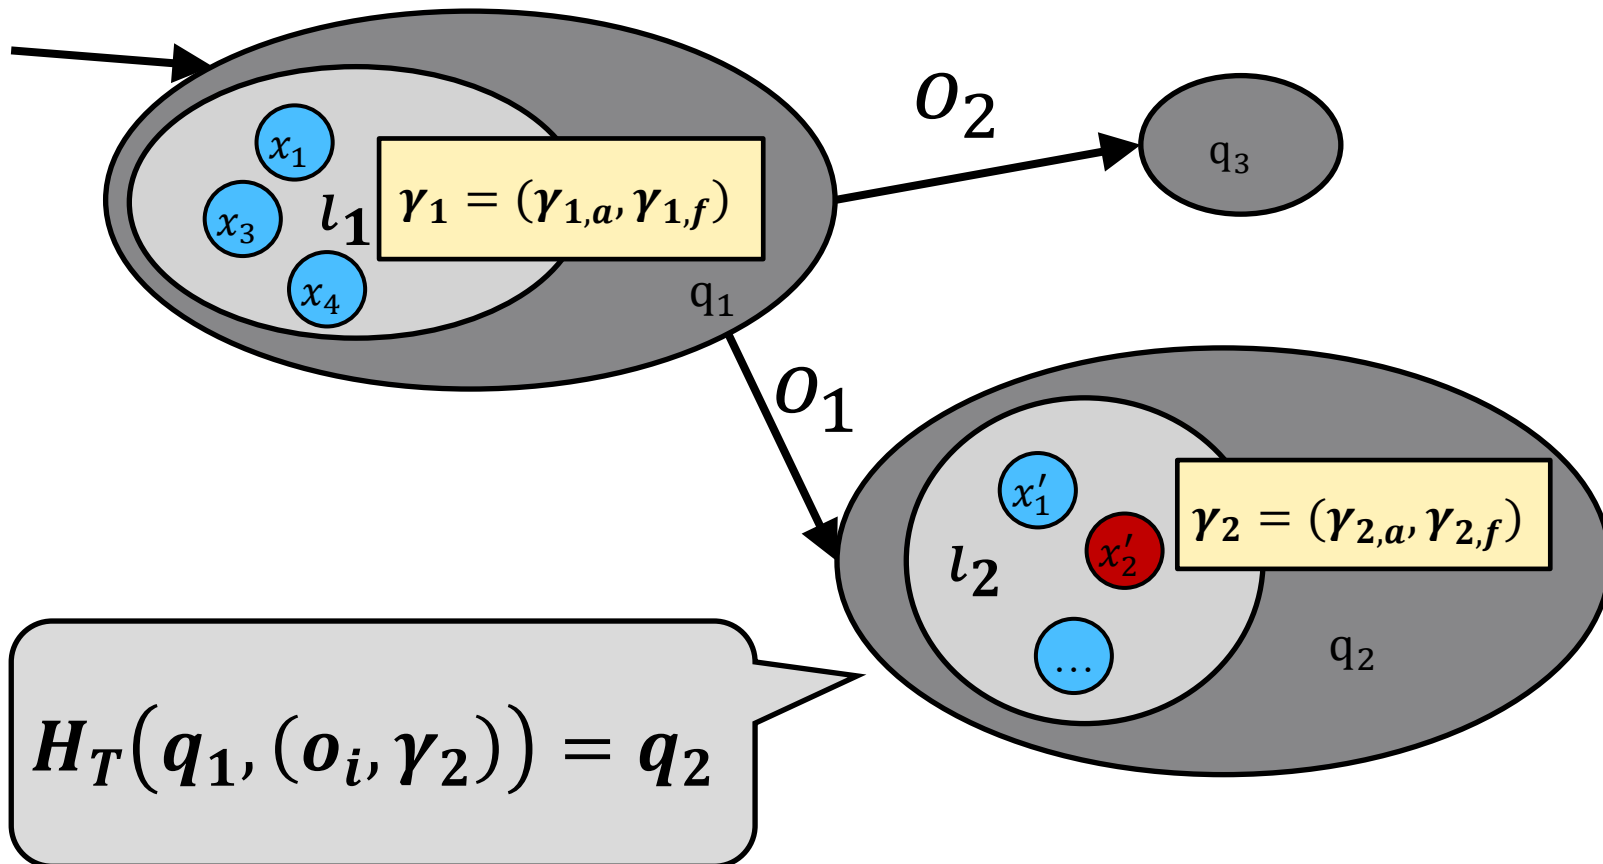 x₁
x₃
l₁
x₄
γ₁ = (γ₁,ₐ, γ₁,f)
q₁
O₂
q₃
O₁
x′₁
x′₂
l₂
...
γ₂ = (γ₂,ₐ, γ₂,f)
q₂
H_T(q₁, (oᵢ, γ₂)) = q₂